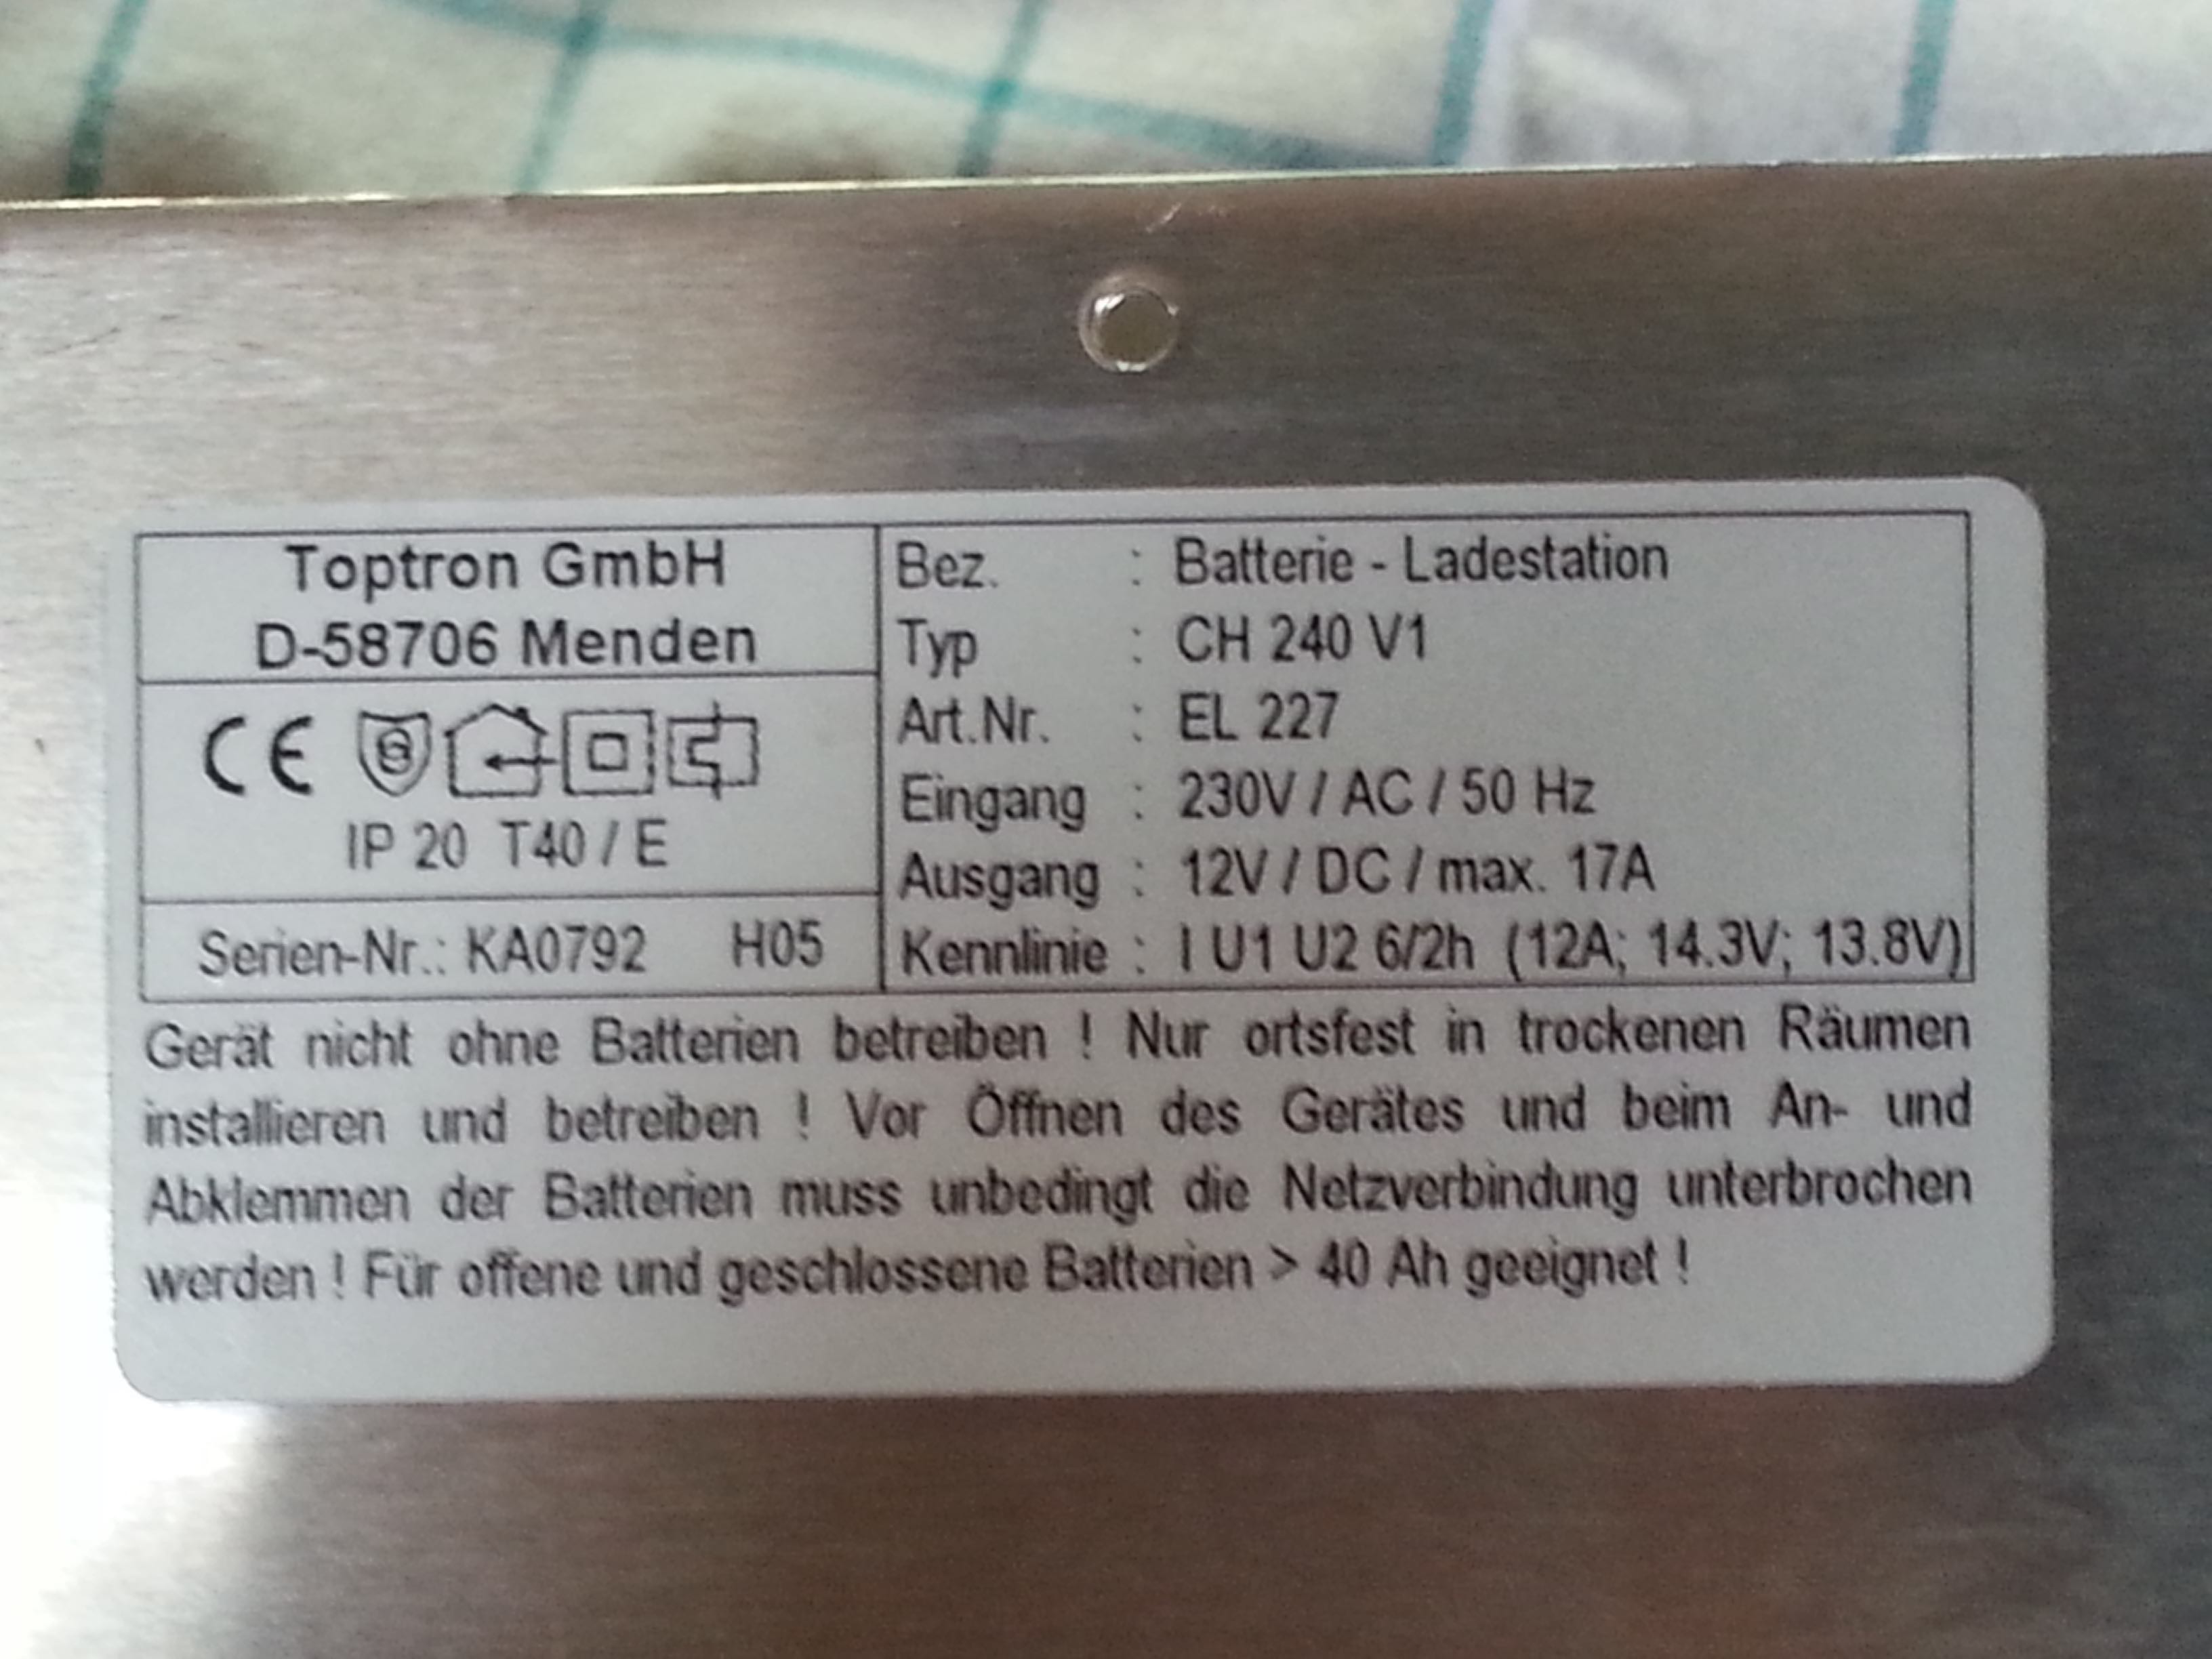 Toptron GmbH
D-58706 Menden
CE
IP 20 T40 / E
Serien-Nr.: KA0792 H05
Bez. : Batterie - Ladestation
Typ : CH 240 V1
Art.Nr. : EL 227
Eingang : 230V / AC / 50 Hz
Ausgang : 12V / DC / max. 17A
Kennlinie : I U1 U2 6/2h (12A; 14.3V; 13.8V)
Gerät nicht ohne Batterien betreiben ! Nur ortsfest in trockenen Räumen
installieren und betreiben ! Vor Öffnen des Gerätes und beim An- und
Abklemmen der Batterien muss unbedingt die Netzverbindung unterbrochen
werden ! Für offene und geschlossene Batterien > 40 Ah geeignet !